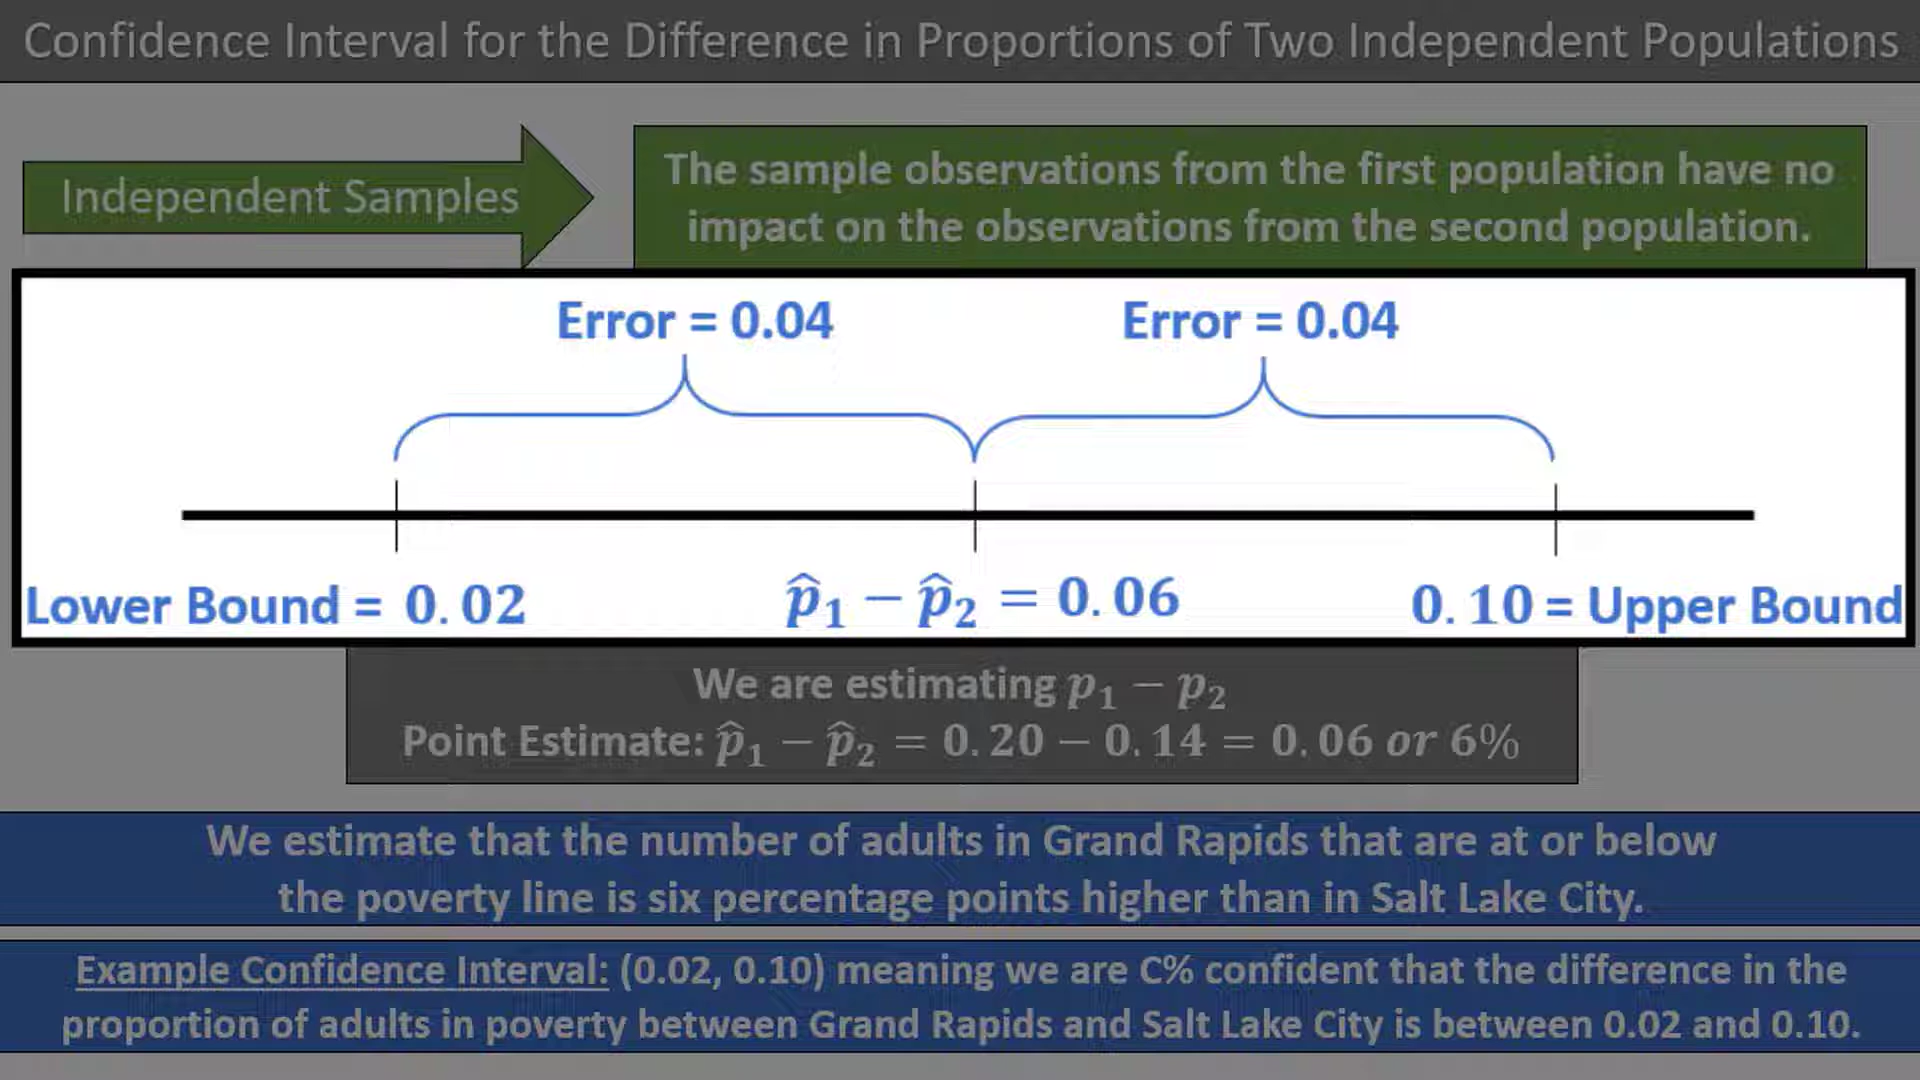 Confidence Interval for the Difference in Proportions of Two Independent Populations
Independent Samples
The sample observations from the first population have no
impact on the observations from the second population.
Error = 0.04
Error = 0.04
Lower Bound = 0.02
p̂₁ − p̂₂ = 0.06
0.10 = Upper Bound
We are estimating p₁ − p₂
Point Estimate: p̂₁ − p̂₂ = 0.20 − 0.14 = 0.06 or 6%
We estimate that the number of adults in Grand Rapids that are at or below
the poverty line is six percentage points higher than in Salt Lake City.
Example Confidence Interval: (0.02, 0.10) meaning we are C% confident that the difference in the
proportion of adults in poverty between Grand Rapids and Salt Lake City is between 0.02 and 0.10.